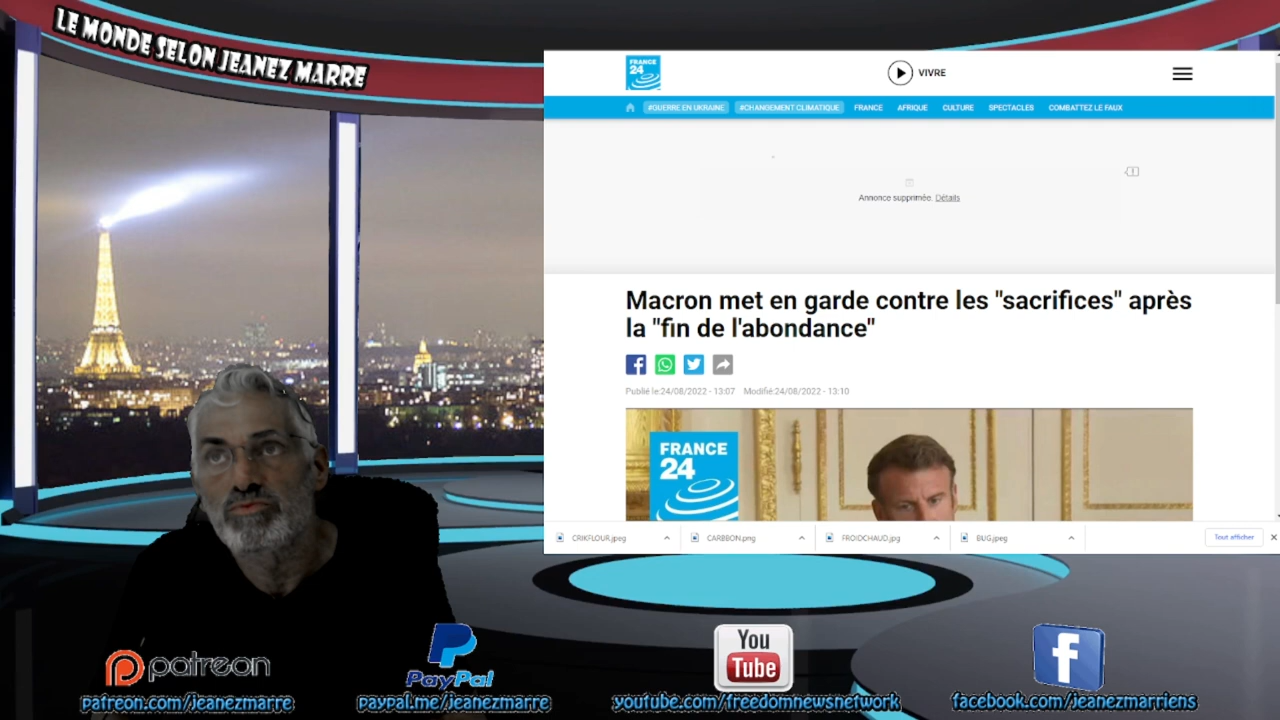 LE MONDE SELON JEANEZ MARRE
FRANCE
24
VIVRE
#GUERRE EN UKRAINE
#CHANGEMENT CLIMATIQUE
FRANCE
AFRIQUE
CULTURE
SPECTACLES
COMBATTEZ LE FAUX
Annonce supprimée. Détails
Macron met en garde contre les "sacrifices" après
la "fin de l'abondance"
Publié le:24/08/2022 - 13:07 Modifié:24/08/2022 - 13:10
FRANCE
24
CRIKFLOUR.jpeg
CARBBON.png
FROIDCHAUD.jpg
BUG.jpeg
Tout afficher
patreon
PayPal
You
Tube
patreon.com/jeanezmarre
paypal.me/jeanezmarre
youtube.com/freedomnewsnetwork
facebook.com/jeanezmarriens